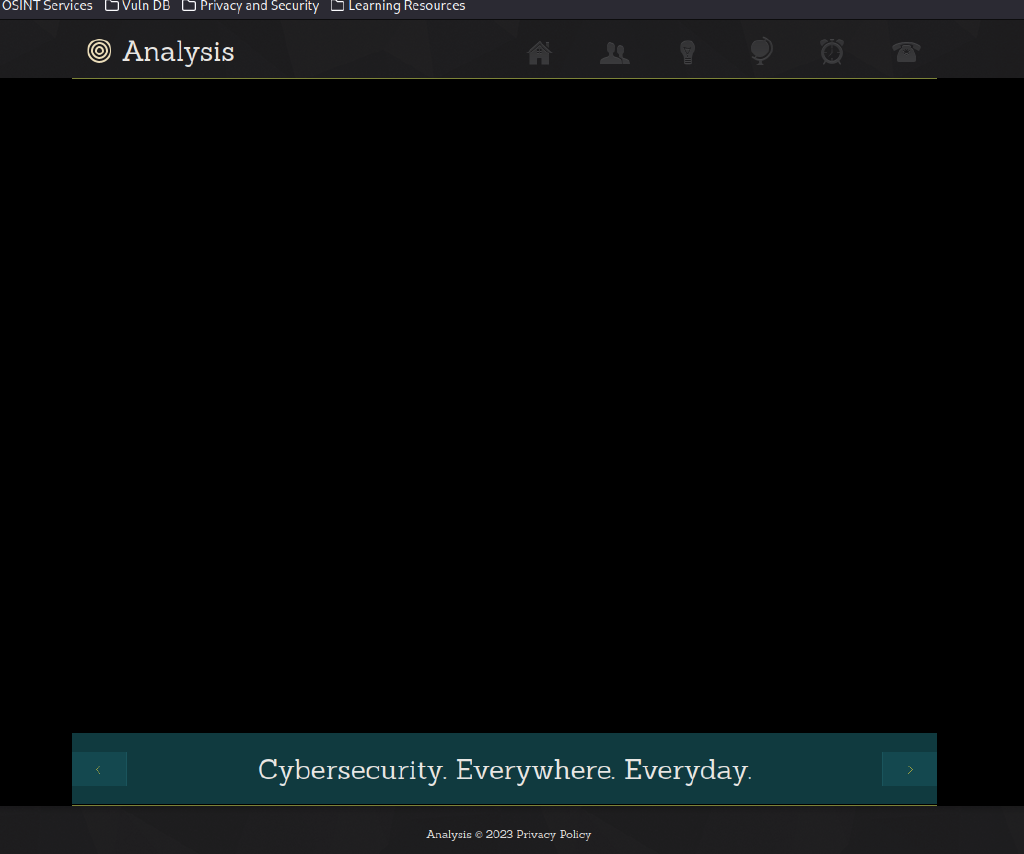 OSINT Services Vuln DB Privacy and Security Learning Resources
Analysis
Cybersecurity. Everywhere. Everyday.
Analysis © 2023 Privacy Policy